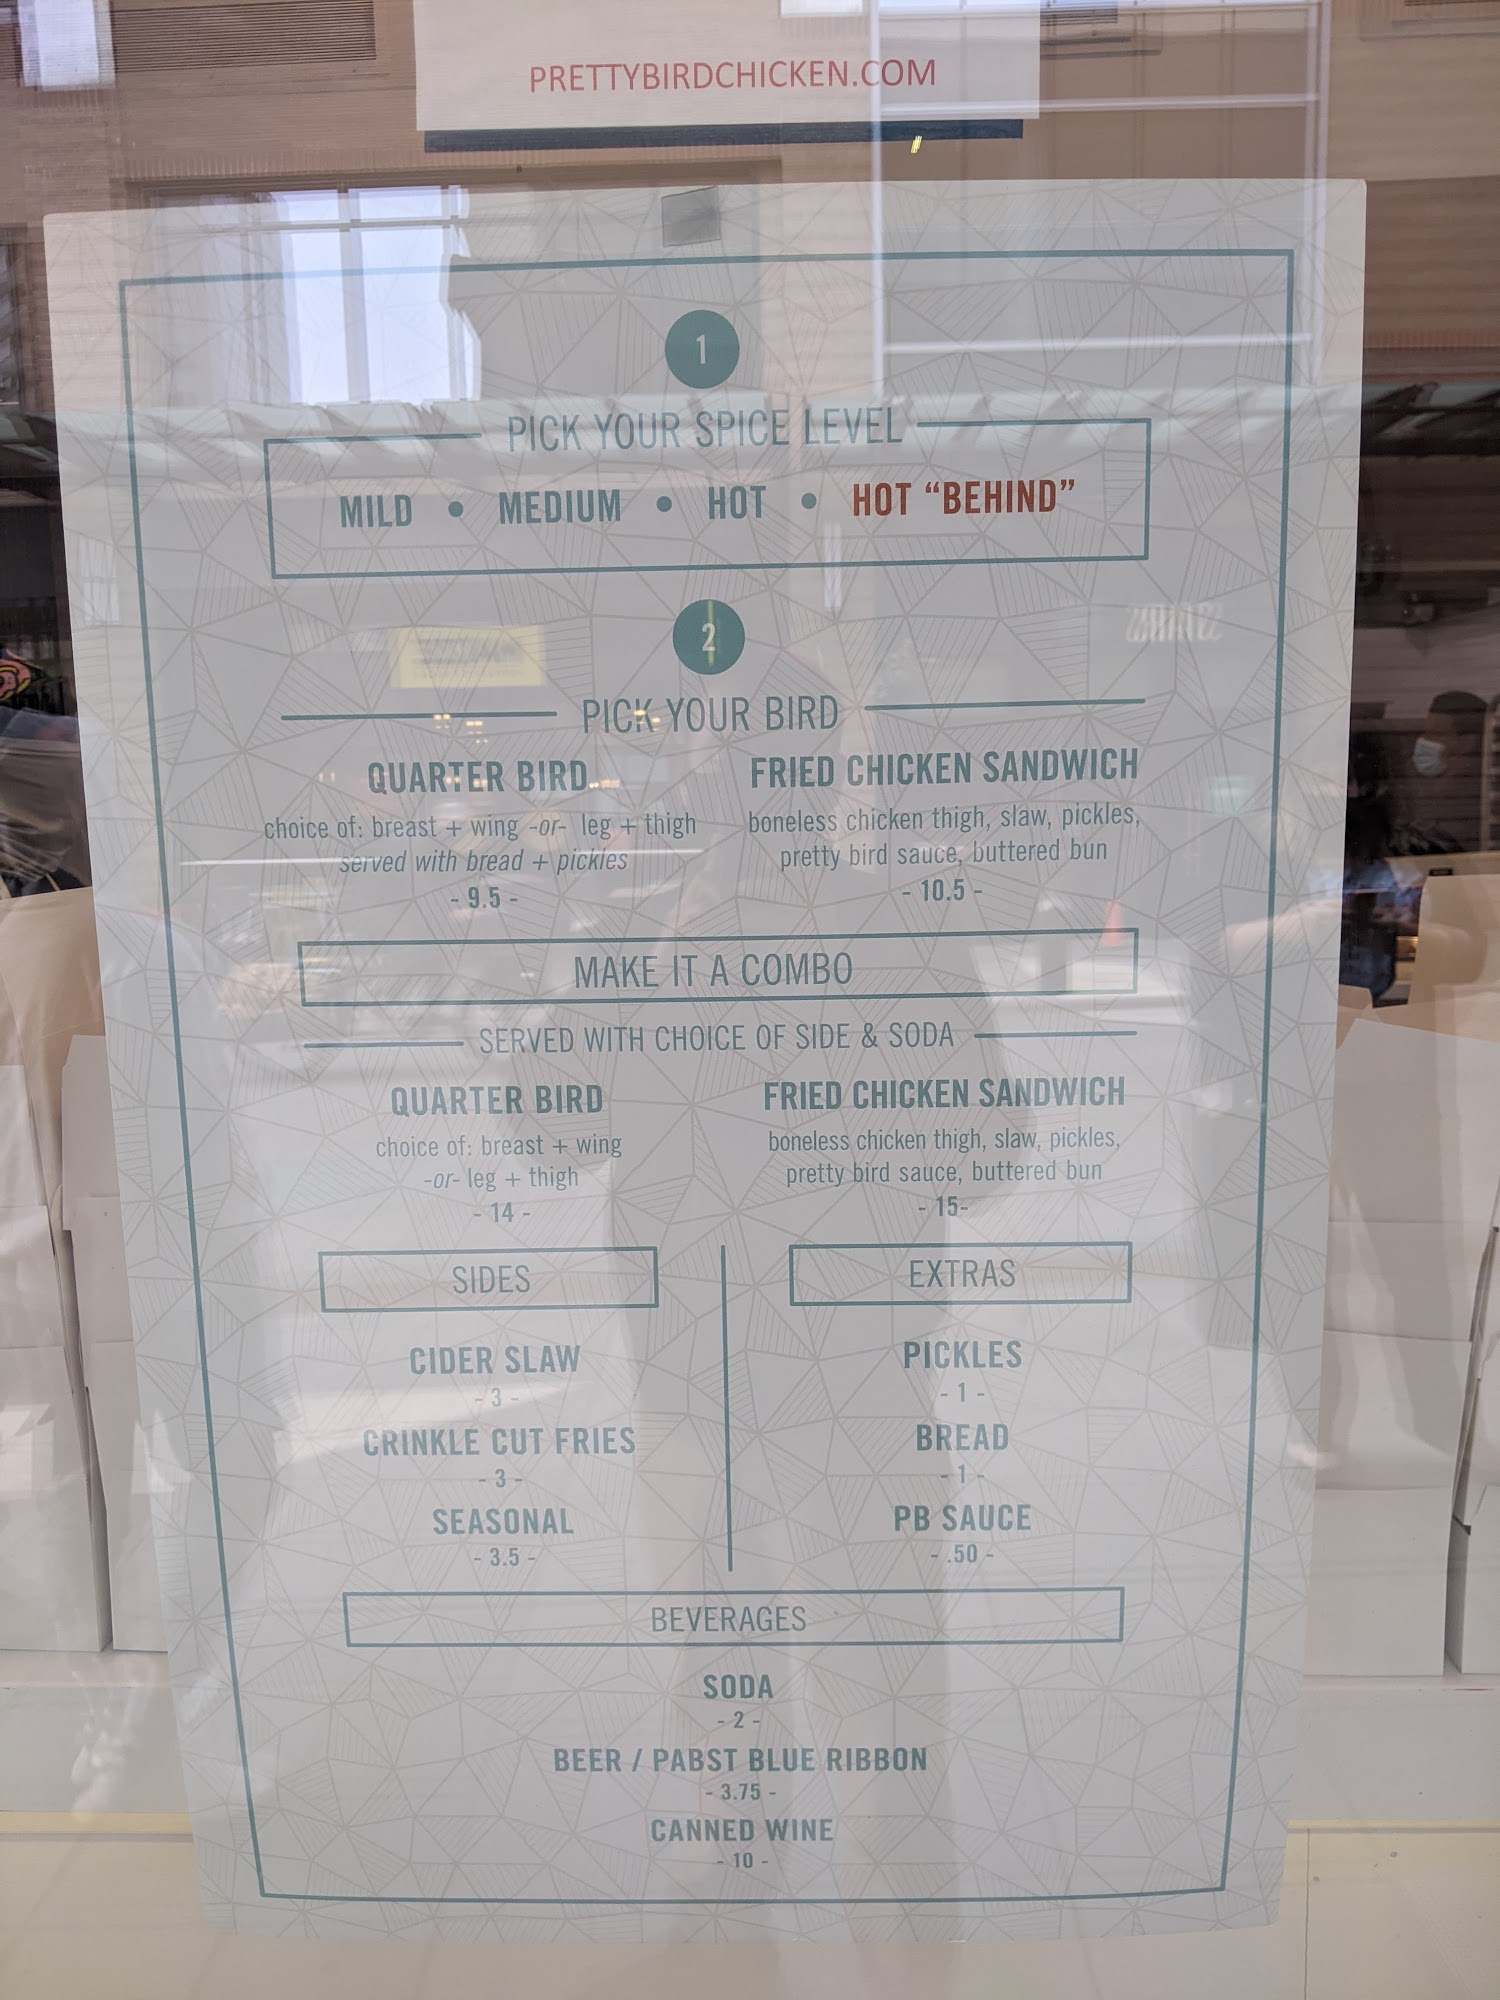 PRETTYBIRDCHICKEN.COM
1
PICK YOUR SPICE LEVEL
MILD • MEDIUM • HOT • HOT “BEHIND”
2
PICK YOUR BIRD
QUARTER BIRD
choice of: breast + wing -or- leg + thigh
served with bread + pickles
- 9.5 -
FRIED CHICKEN SANDWICH
boneless chicken thigh, slaw, pickles,
pretty bird sauce, buttered bun
- 10.5 -
MAKE IT A COMBO
SERVED WITH CHOICE OF SIDE & SODA
QUARTER BIRD
choice of: breast + wing
-or- leg + thigh
- 14 -
FRIED CHICKEN SANDWICH
boneless chicken thigh, slaw, pickles,
pretty bird sauce, buttered bun
- 15-
SIDES
CIDER SLAW
- 3 -
CRINKLE CUT FRIES
- 3 -
SEASONAL
- 3.5 -
EXTRAS
PICKLES
- 1 -
BREAD
- 1 -
PB SAUCE
- .50 -
BEVERAGES
SODA
- 2 -
BEER / PABST BLUE RIBBON
- 3.75 -
CANNED WINE
- 10 -